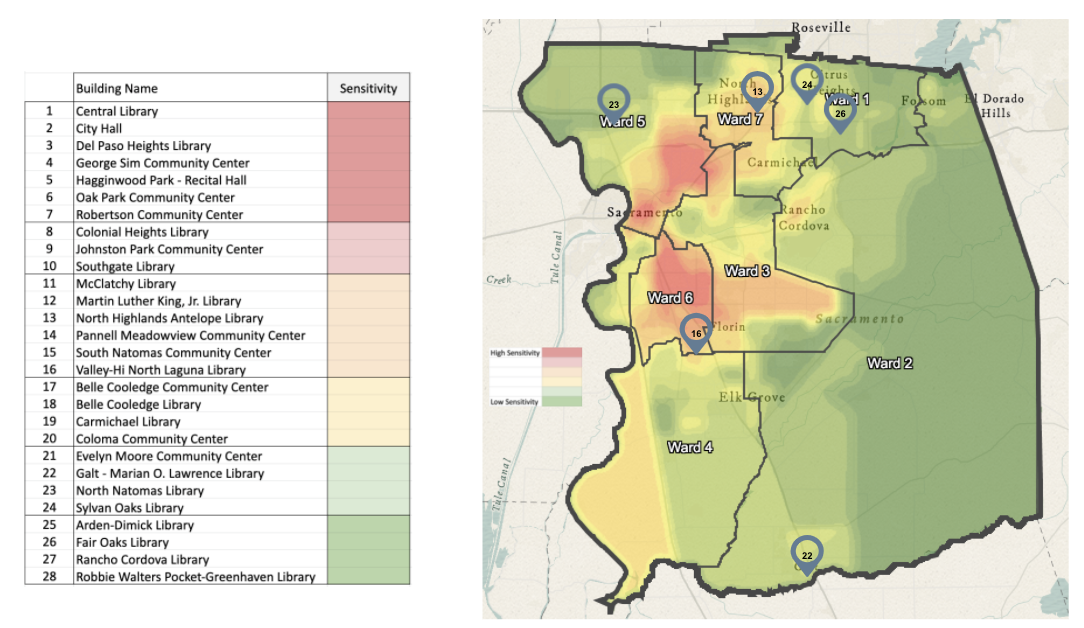 Building Name Sensitivity
1 Central Library
2 City Hall
3 Del Paso Heights Library
4 George Sim Community Center
5 Hagginwood Park - Recital Hall
6 Oak Park Community Center
7 Robertson Community Center
8 Colonial Heights Library
9 Johnston Park Community Center
10 Southgate Library
11 McClatchy Library
12 Martin Luther King, Jr. Library
13 North Highlands Antelope Library
14 Pannell Meadowview Community Center
15 South Natomas Community Center
16 Valley-Hi North Laguna Library
17 Belle Cooledge Community Center
18 Belle Cooledge Library
19 Carmichael Library
20 Coloma Community Center
21 Evelyn Moore Community Center
22 Galt - Marian O. Lawrence Library
23 North Natomas Library
24 Sylvan Oaks Library
25 Arden-Dimick Library
26 Fair Oaks Library
27 Rancho Cordova Library
28 Robbie Walters Pocket-Greenhaven Library
Roseville
24
13
23
26
Ward 5
Ward 7
Ward 1
El Dorado
Hills
Carmichael
Rancho
Cordova
Sacramento
Tule Canal
Creek
Ward 3
Ward 6
16
Florin
Sacramento
High Sensitivity
Low Sensitivity
Ward 2
Elk Grove
Ward 4
Tule Canal
22